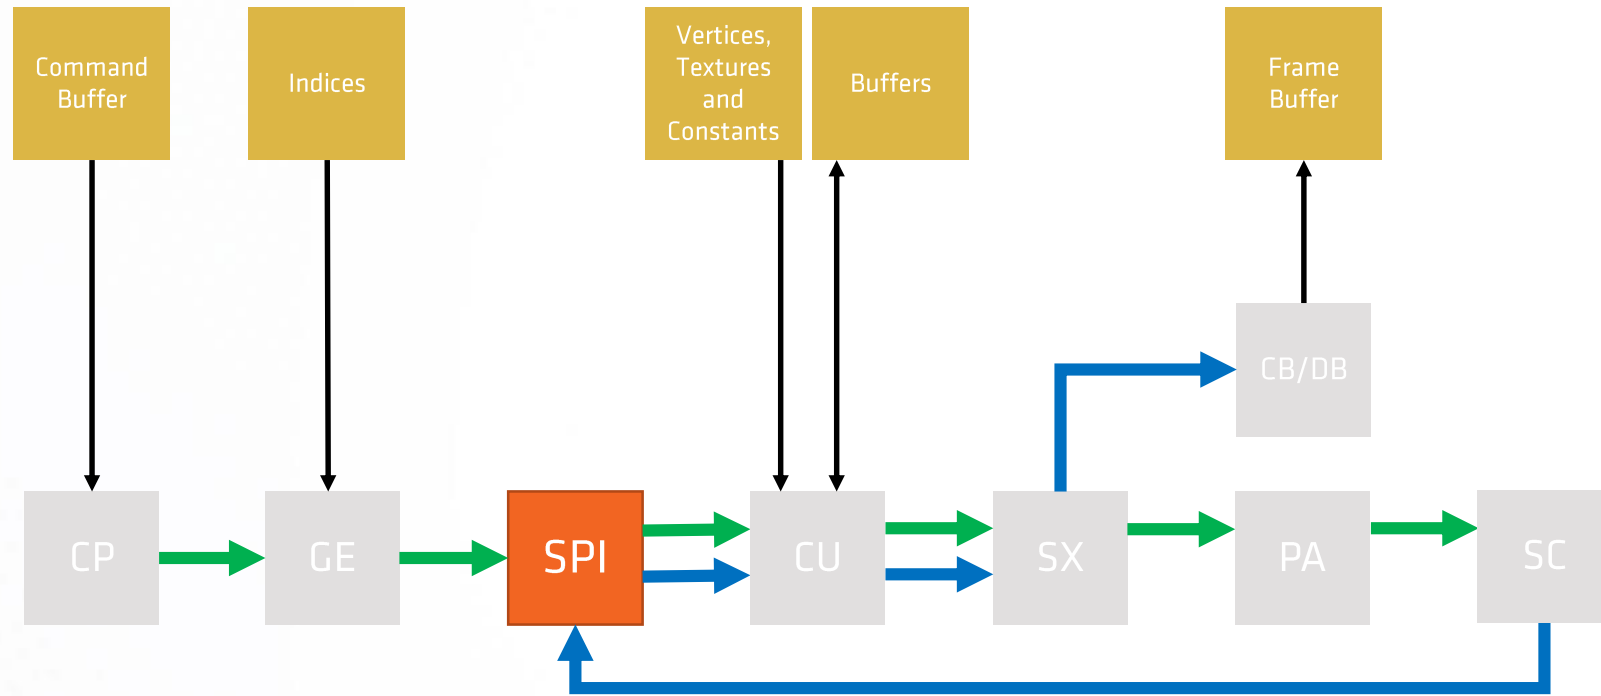 Command
Buffer
Indices
Vertices,
Textures
and
Constants
Buffers
Frame
Buffer
CB/DB
CP
GE
SPI
CU
SX
PA
SC